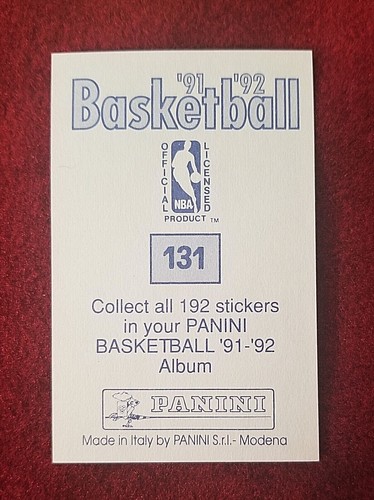 '91 '92
Basketball
OFFICIAL LICENSED
NBA
PRODUCT TM
131
Collect all 192 stickers
in your PANINI
BASKETBALL '91-'92
Album
PANINI
Made in Italy by PANINI S.r.l.- Modena